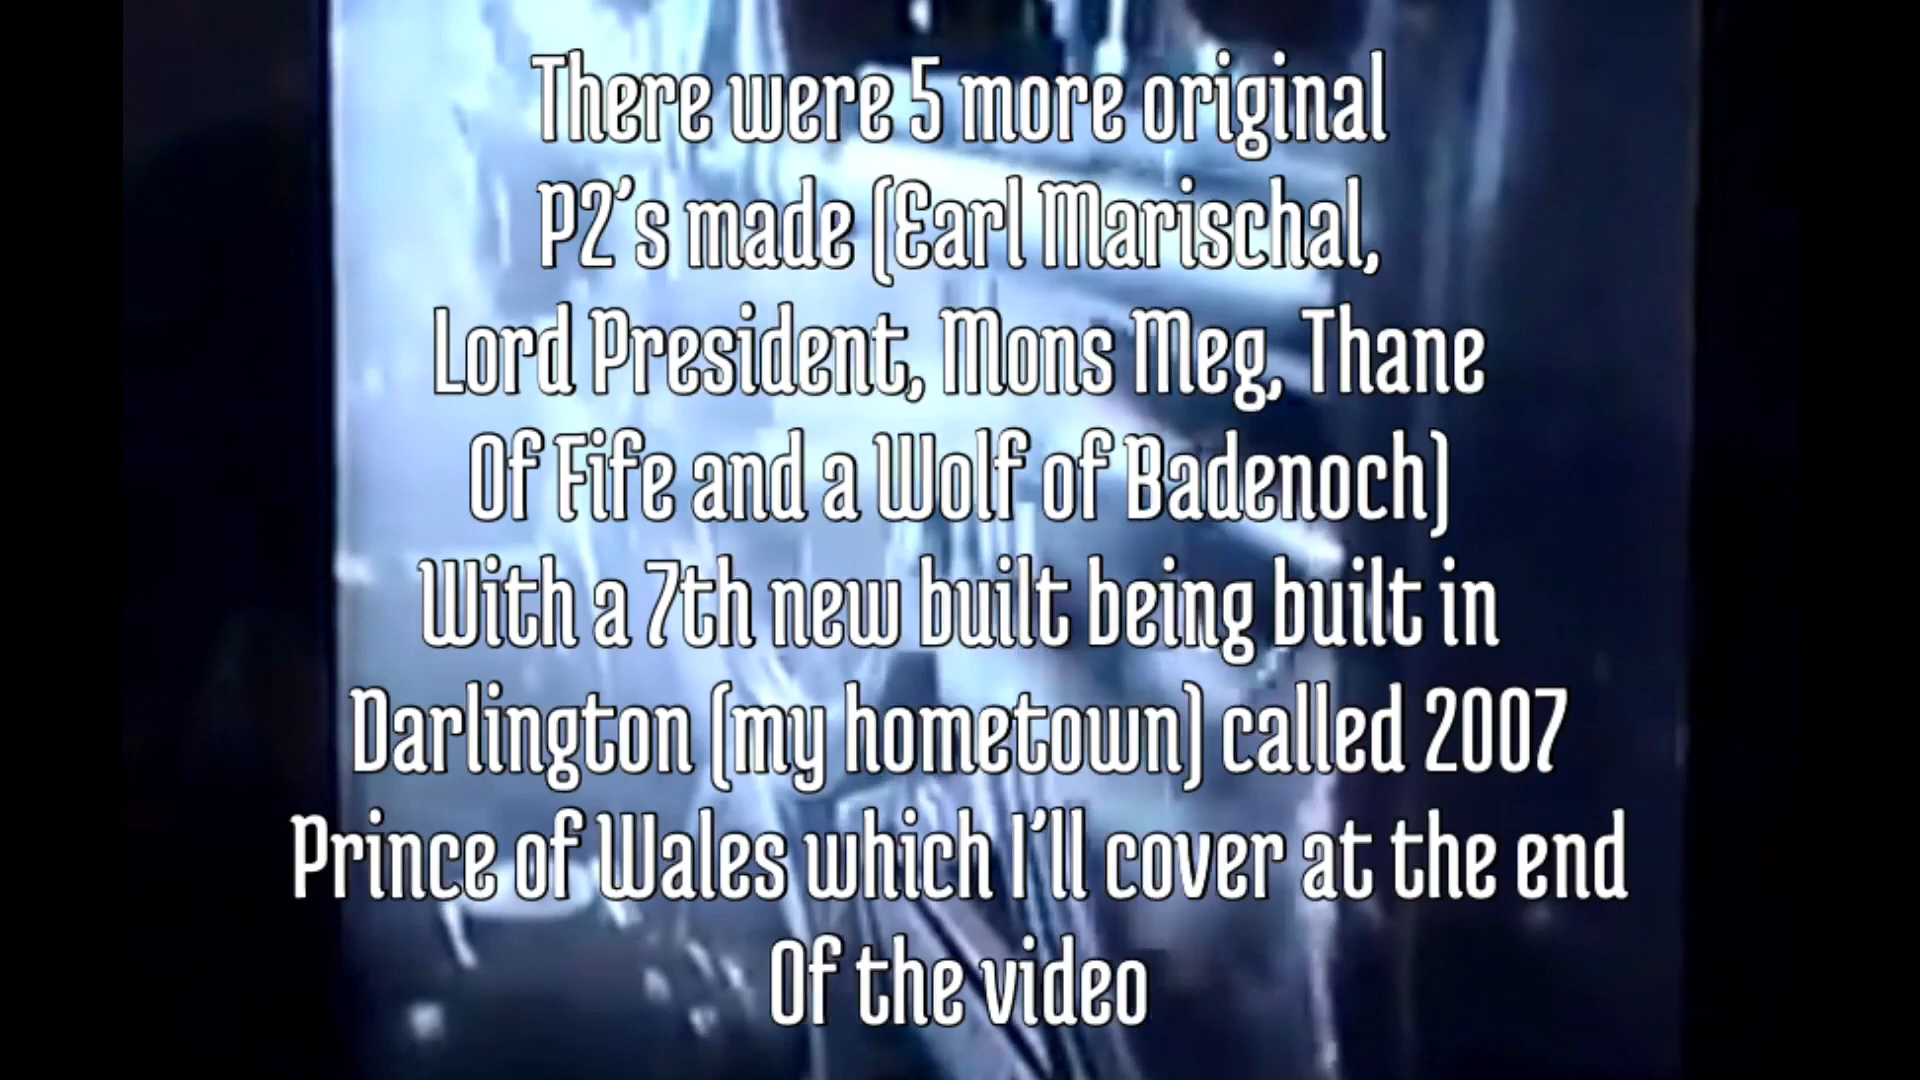 There were 5 more original
P2's made (Earl Marischal,
Lord President, Mons Meg, Thane
Of Fife and a Wolf of Badenoch)
With a 7th new built being built in
Darlington (my hometown) called 2007
Prince of Wales which I'll cover at the end
Of the video